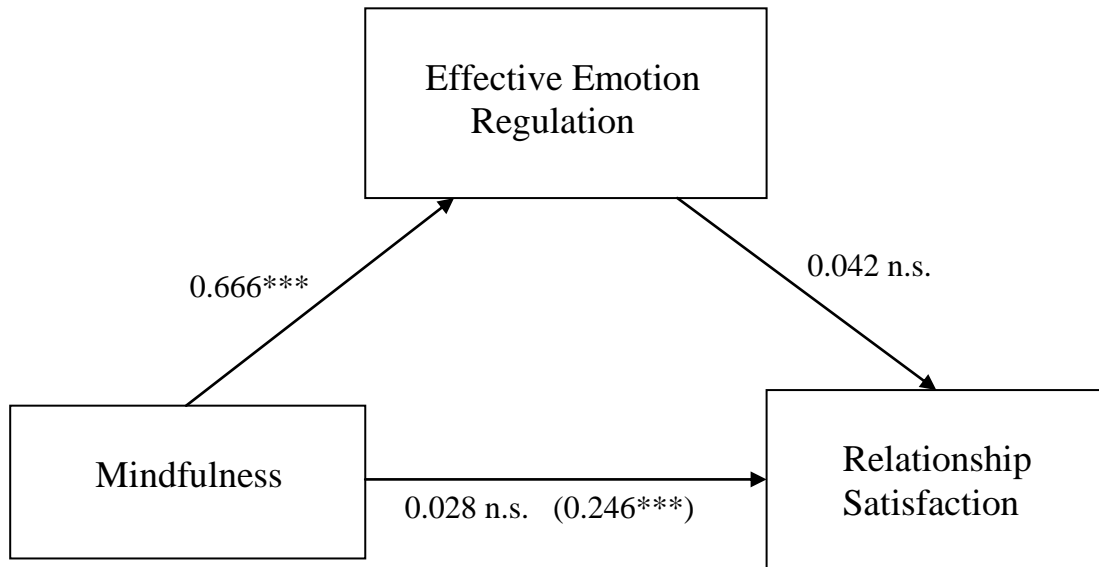 Effective Emotion
Regulation
0.666***
0.042 n.s.
Mindfulness
0.028 n.s. (0.246***)
Relationship
Satisfaction